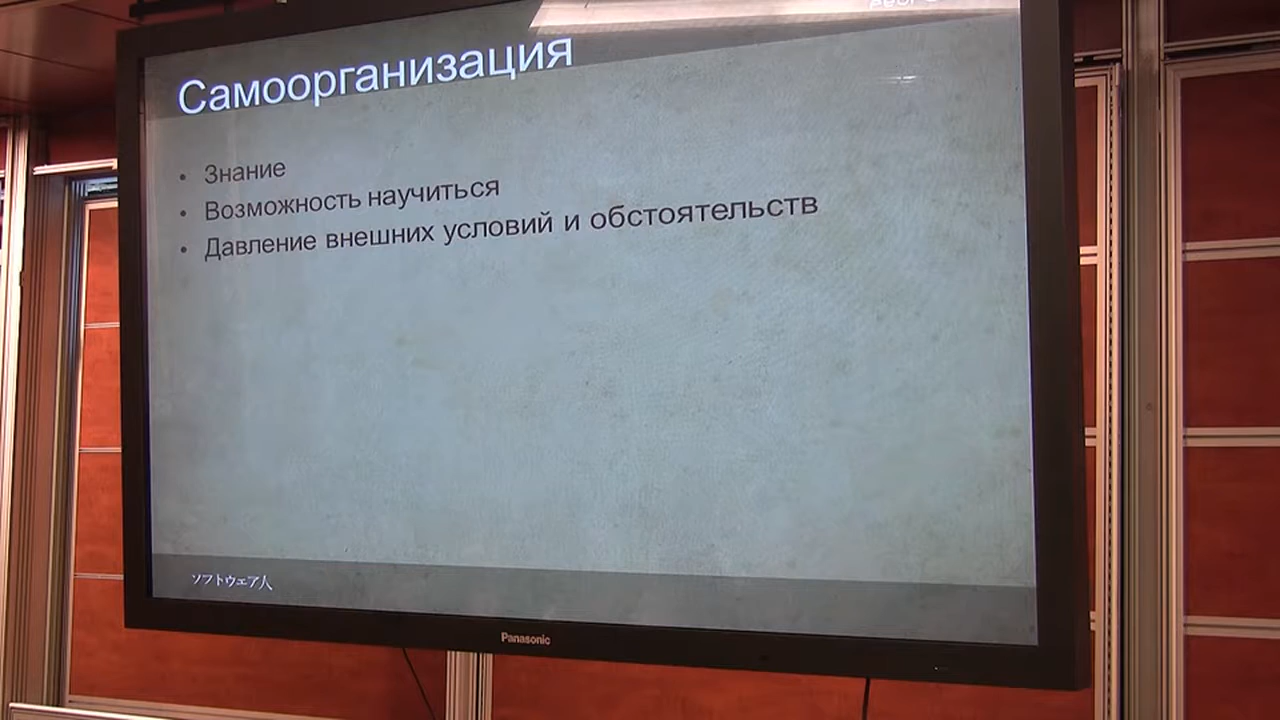 Самоорганизация
• Знание
• Возможность научиться
• Давление внешних условий и обстоятельств
ソフトウェア人
Panasonic